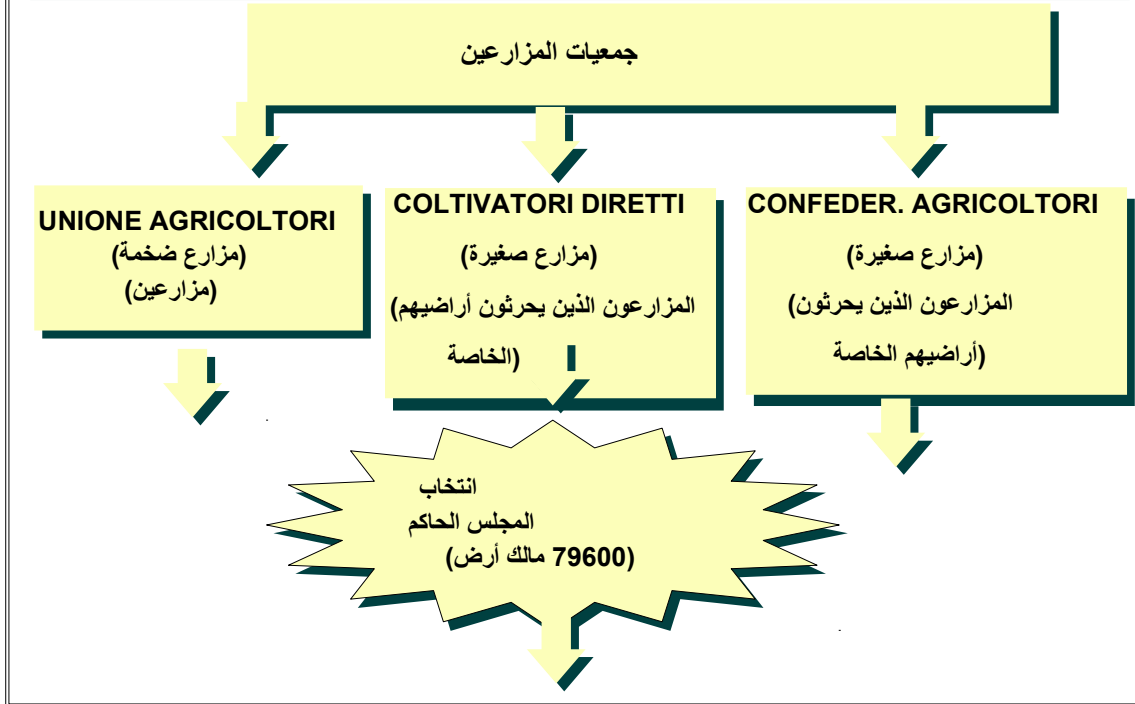 جمعيات المزارعين
UNIONE AGRICOLTORI
(مزارع ضخمة)
(مزارعين)
COLTIVATORI DIRETTI
(مزارع صغيرة)
المزارعون الذين يحرثون أراضيهم)
(الخاصة
CONFEDER. AGRICOLTORI
(مزارع صغيرة)
المزارعون الذين يحرثون)
(أراضيهم الخاصة
انتخاب
المجلس الحاكم
(79600 مالك أرض)